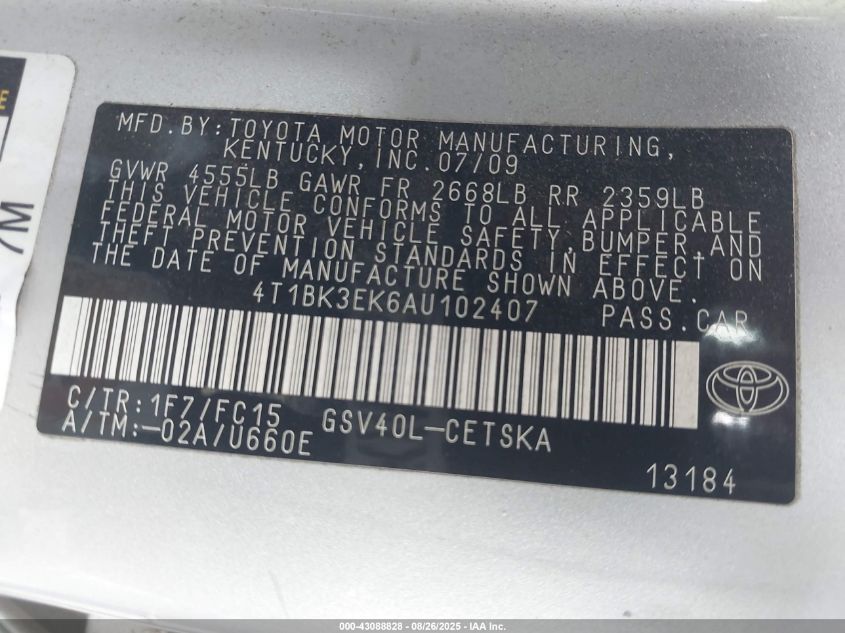 E
7M
MFD.BY:TOYOTA MOTOR MANUFACTURING,
KENTUCKY,INC.07/09
GVWR 4555LB GAWR FR 2668LB RR 2359LB
THIS VEHICLE CONFORMS TO ALL APPLICABLE
FEDERAL MOTOR VEHICLE SAFETY,BUMPER,AND
THEFT PREVENTION STANDARDS IN EFFECT ON
THE DATE OF MANUFACTURE SHOWN ABOVE.
4T1BK3EK6AU102407 PASS.CAR
C/TR:1F7/FC15 GSV40L-CETSKA
A/TM:-02A/U660E
13184
000-43088828 - 08/26/2025 - IAA Inc.